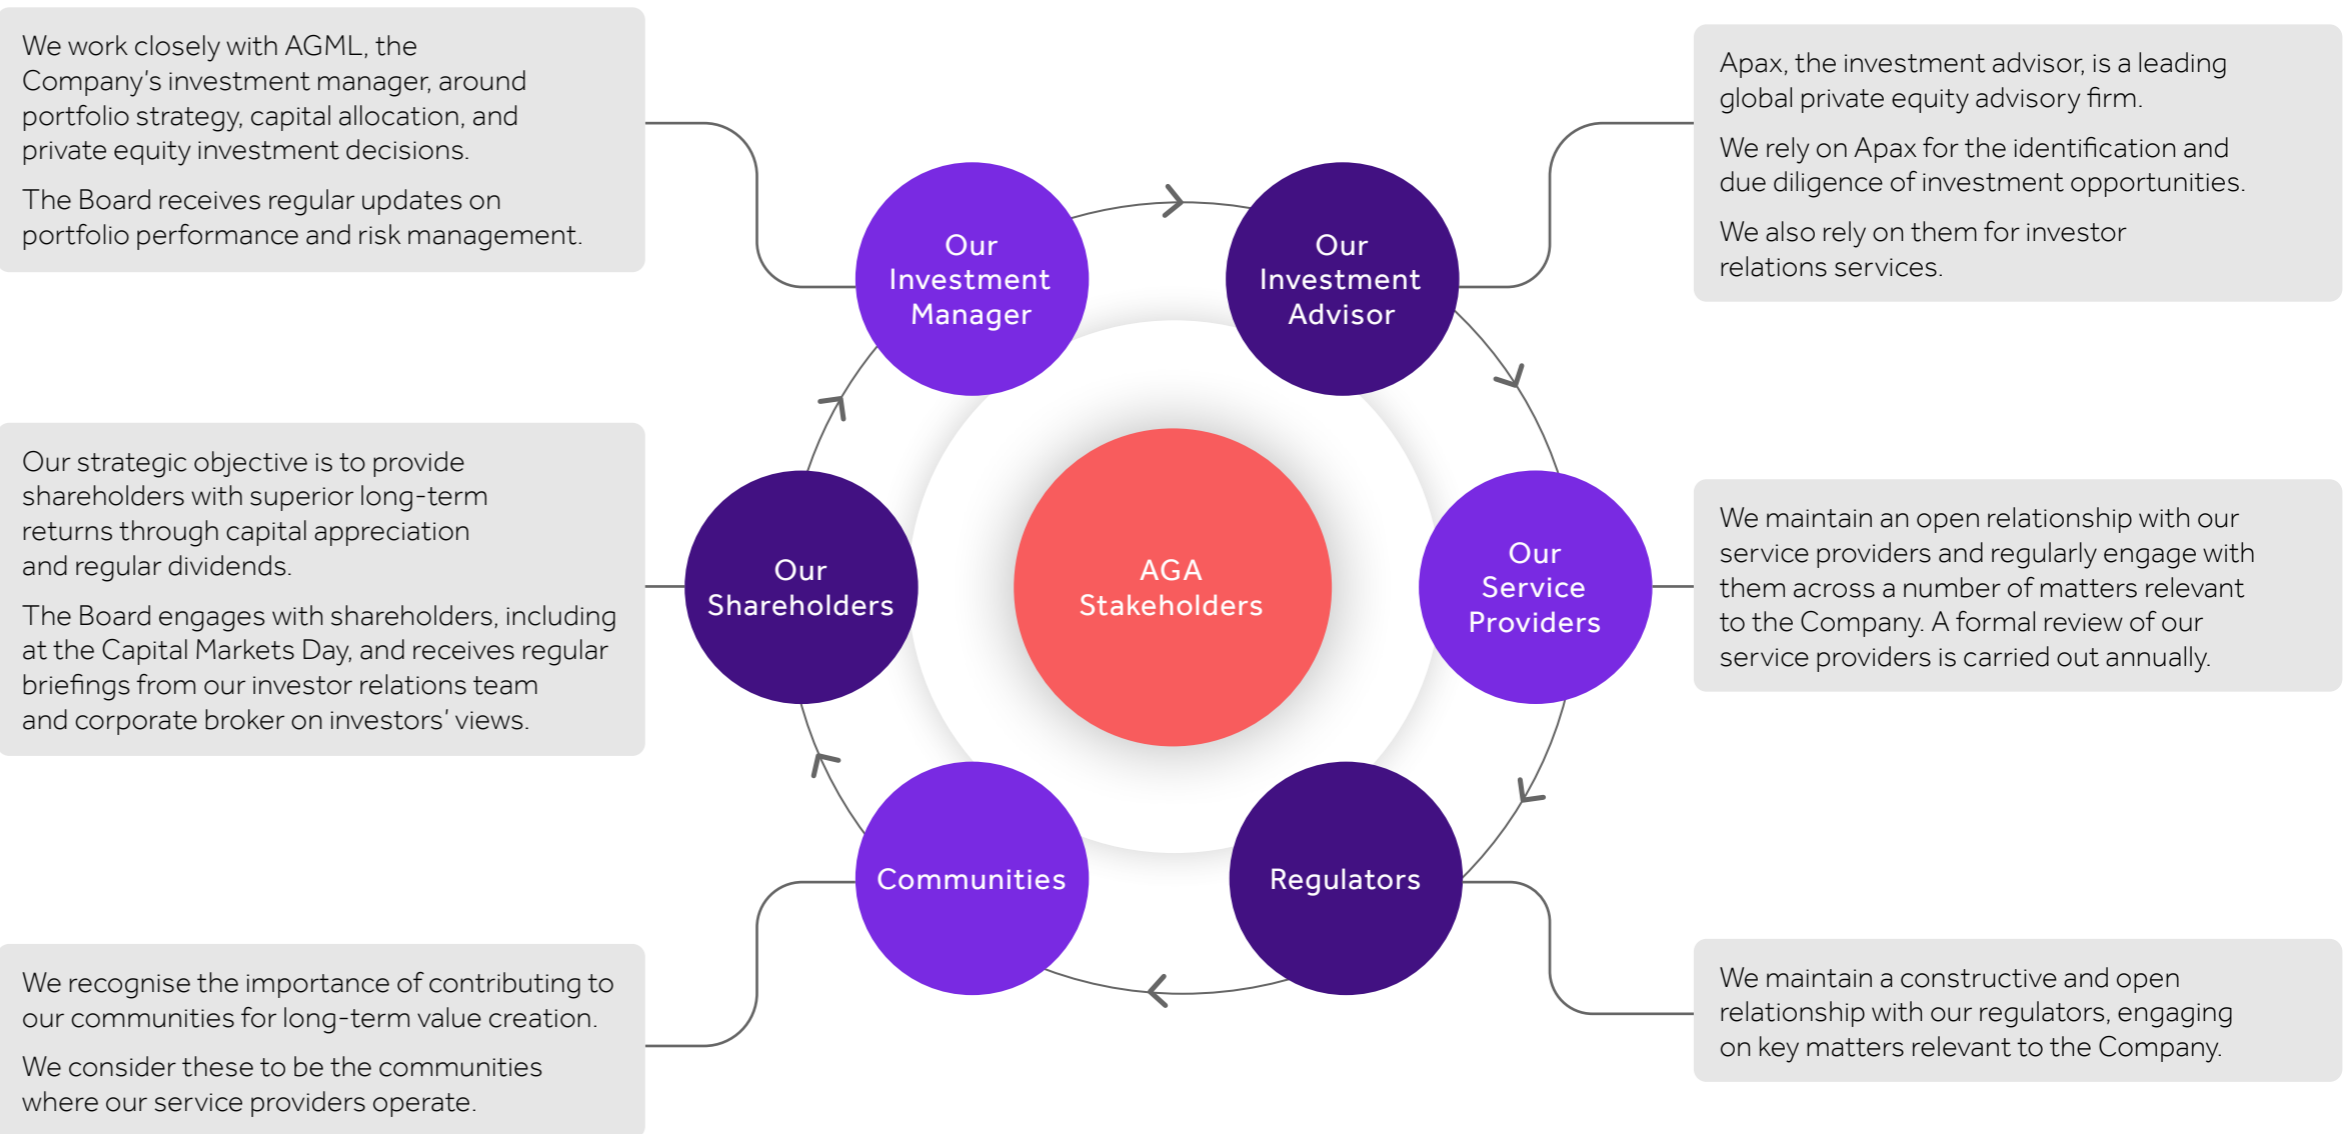 We work closely with AGML, the
Company's investment manager, around
portfolio strategy, capital allocation, and
private equity investment decisions.
The Board receives regular updates on
portfolio performance and risk management.
Our
Investment
Manager
Our
Investment
Advisor
Apax, the investment advisor, is a leading
global private equity advisory firm.
We rely on Apax for the identification and
due diligence of investment opportunities.
We also rely on them for investor
relations services.
Our strategic objective is to provide
shareholders with superior long-term
returns through capital appreciation
and regular dividends.
The Board engages with shareholders, including
at the Capital Markets Day, and receives regular
briefings from our investor relations team
and corporate broker on investors' views.
Our
Shareholders
AGA
Stakeholders
Our
Service
Providers
We maintain an open relationship with our
service providers and regularly engage with
them across a number of matters relevant
to the Company. A formal review of our
service providers is carried out annually.
Communities
Regulators
We recognise the importance of contributing to
our communities for long-term value creation.
We consider these to be the communities
where our service providers operate.
We maintain a constructive and open
relationship with our regulators, engaging
on key matters relevant to the Company.